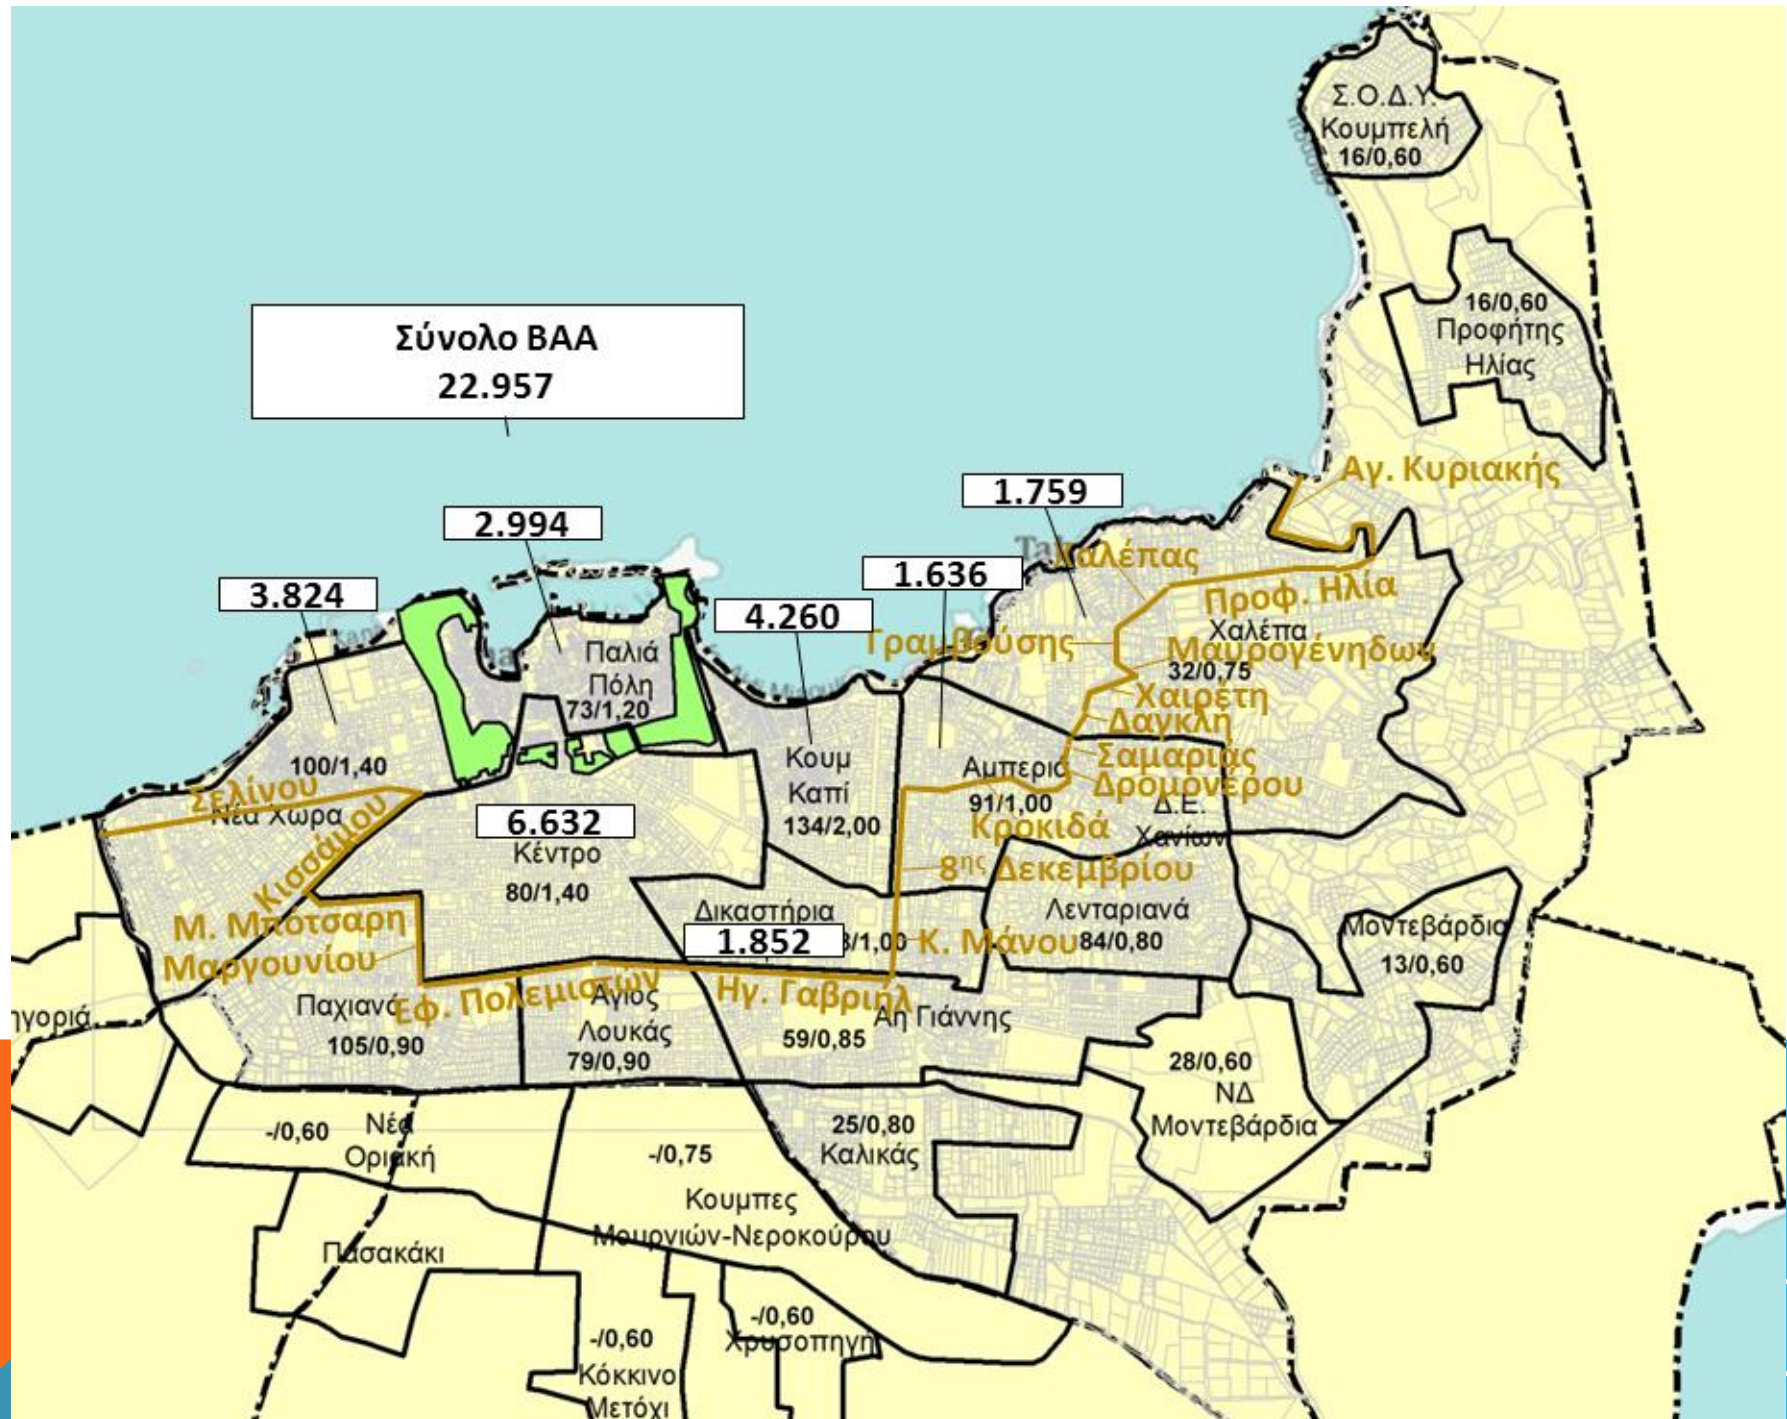 Σ.Ο.Δ.Υ.
Κουμπελή
16/0,60
16/0,60
Προφήτης
Ηλίας
Σύνολο ΒΑΑ
22.957
Αγ. Κυριακής
1.759
2.994
Χαλέπας
1.636
3.824
4.260
Προφ. Ηλία
Χαλέπα
Γραμβούσης
Μαυρογένηδων
32/0,75
Παλιά
Πόλη
73/1,20
Χαιρέτη
Δαγκλή
Σαμαριάς
Κουμ
Καπί
134/2,00
Αμπεριά
91/1,00
Δρομονέρου
Δ.Ε.
Χανίων
100/1,40
Σελίνου
Νέα Χώρα
6.632
Κέντρο
80/1,40
Κροκιδά
Κισσάμου
8ης Δεκεμβρίου
Δικαστήρια
1.852
/1,00
Κ. Μάνου
Λενταριανά
84/0,80
Μοντεβάρδια
13/0,60
Μ. Μπότσαρη
Μαργουνίου
Εφ. Πολεμιστών
Ηγ. Γαβριήλ
Παχιανά
105/0,90
Άγιος
Λουκάς
79/0,90
Αη Γιάννης
59/0,85
ηγοριά
28/0,60
ΝΔ
Μοντεβάρδια
-/0,60
Νέα
Οριακή
-/0,75
25/0,80
Καλικάς
Κουμπες
Μουρνιών-Νεροκούρου
Πασακάκι
-/0,60
Κόκκινο
Μετόχι
-/0,60
Χρυσοπηγή